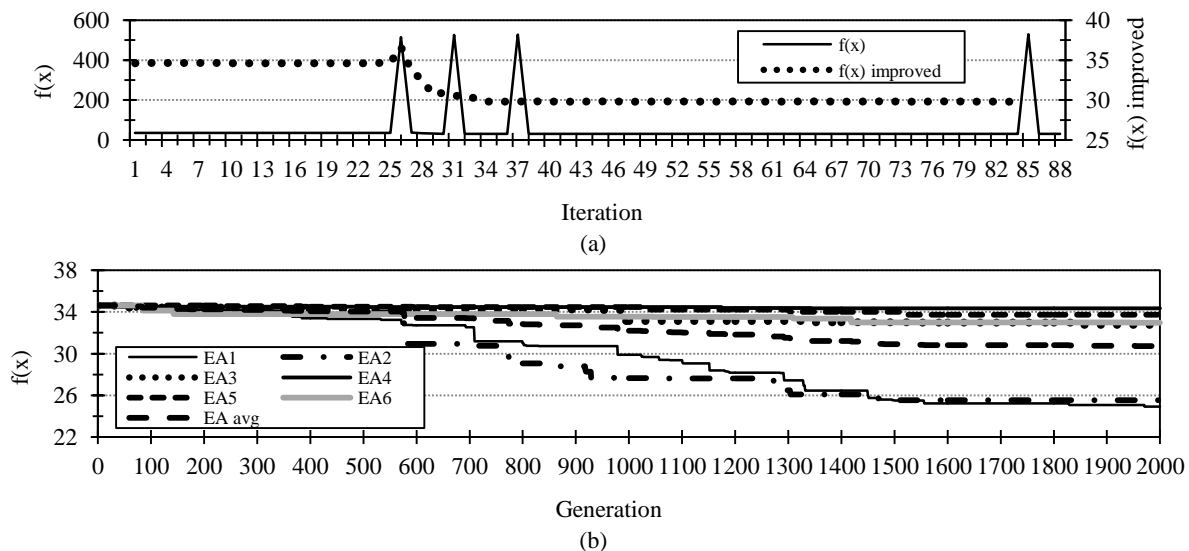 600
400
200
0
f(x)
40
35
30
25
f(x) improved
f(x)
f(x) improved
1 4 7 10 13 16 19 22 25 28 31 34 37 40 43 46 49 52 55 58 61 64 67 70 73 76 79 82 85 88
Iteration
(a)
38
34
30
26
22
f(x)
EA1 EA2
EA3 EA4
EA5 EA6
EA avg
0 100 200 300 400 500 600 700 800 900 1000 1100 1200 1300 1400 1500 1600 1700 1800 1900 2000
Generation
(b)